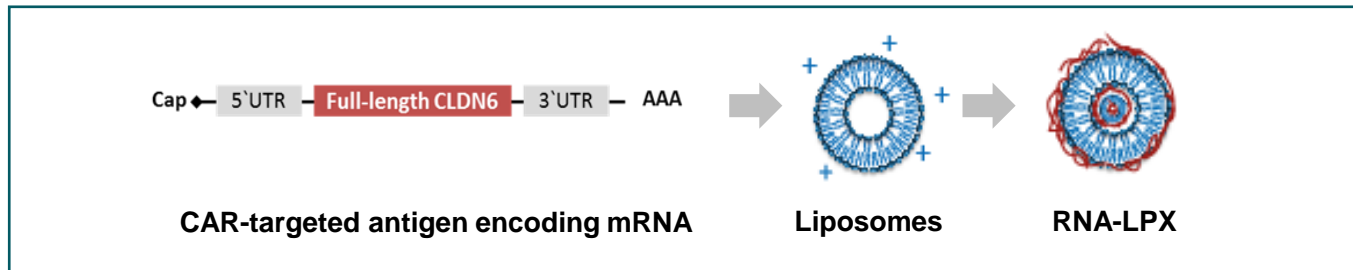 Cap 5`UTR Full-length CLDN6 3`UTR AAA
+ + + + +
CAR-targeted antigen encoding mRNA Liposomes RNA-LPX